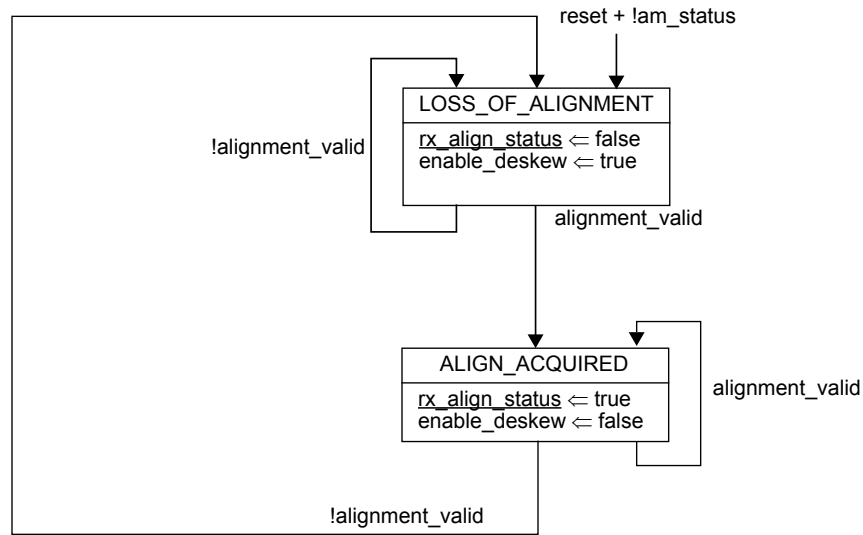 reset + !am_status
LOSS_OF_ALIGNMENT
!alignment_valid
rx_align_status ⇐ false
enable_deskew ⇐ true
alignment_valid
ALIGN_ACQUIRED
rx_align_status ⇐ true
enable_deskew ⇐ false
alignment_valid
!alignment_valid